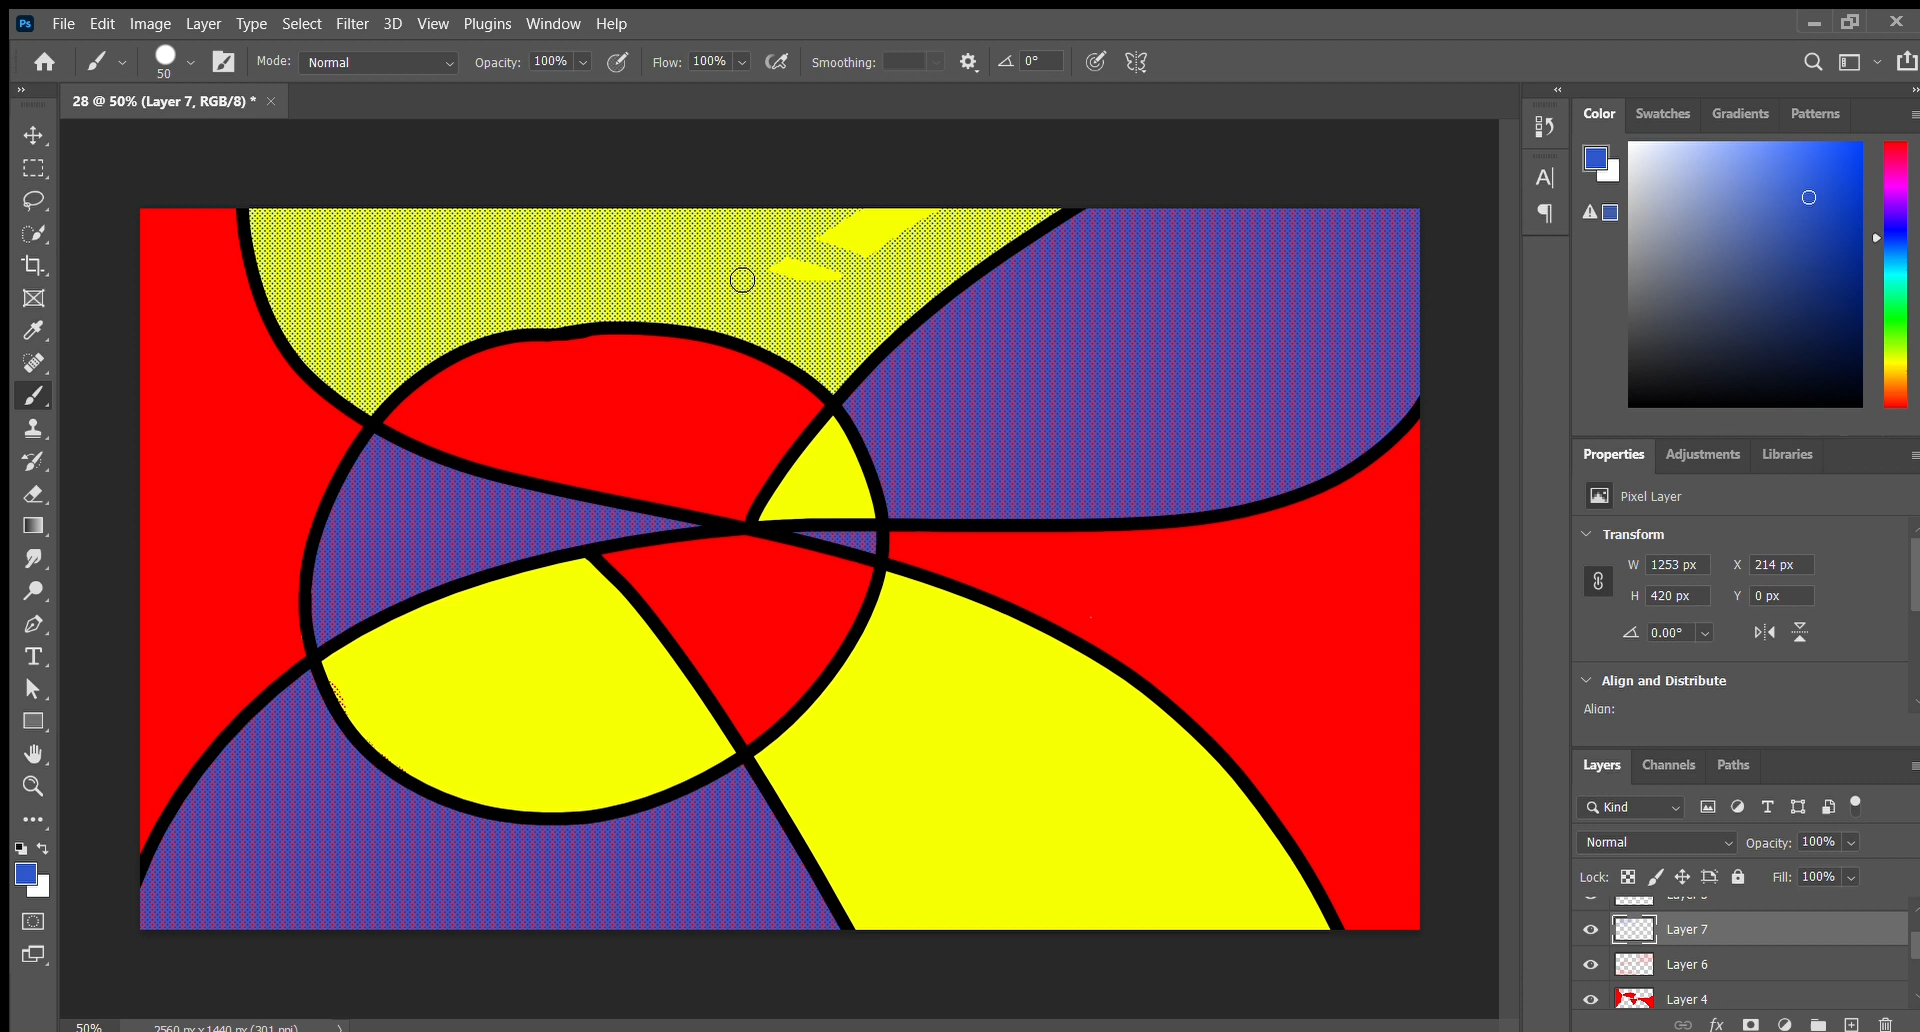 Ps File Edit Image Layer Type Select Filter 3D View Plugins Window Help
50 Mode: Normal Opacity: 100% Flow: 100% Smoothing: 0°
28 @ 50% (Layer 7, RGB/8) *
Color Swatches Gradients Patterns
Properties Adjustments Libraries
Pixel Layer
Transform
W 1253 px X 214 px
H 420 px Y 0 px
0.00°
Align and Distribute
Align:
Layers Channels Paths
Kind
Normal Opacity: 100%
Lock: Fill: 100%
Layer 7
Layer 6
Layer 4
fx
50% 2560 px x 1440 px (301 ppi)